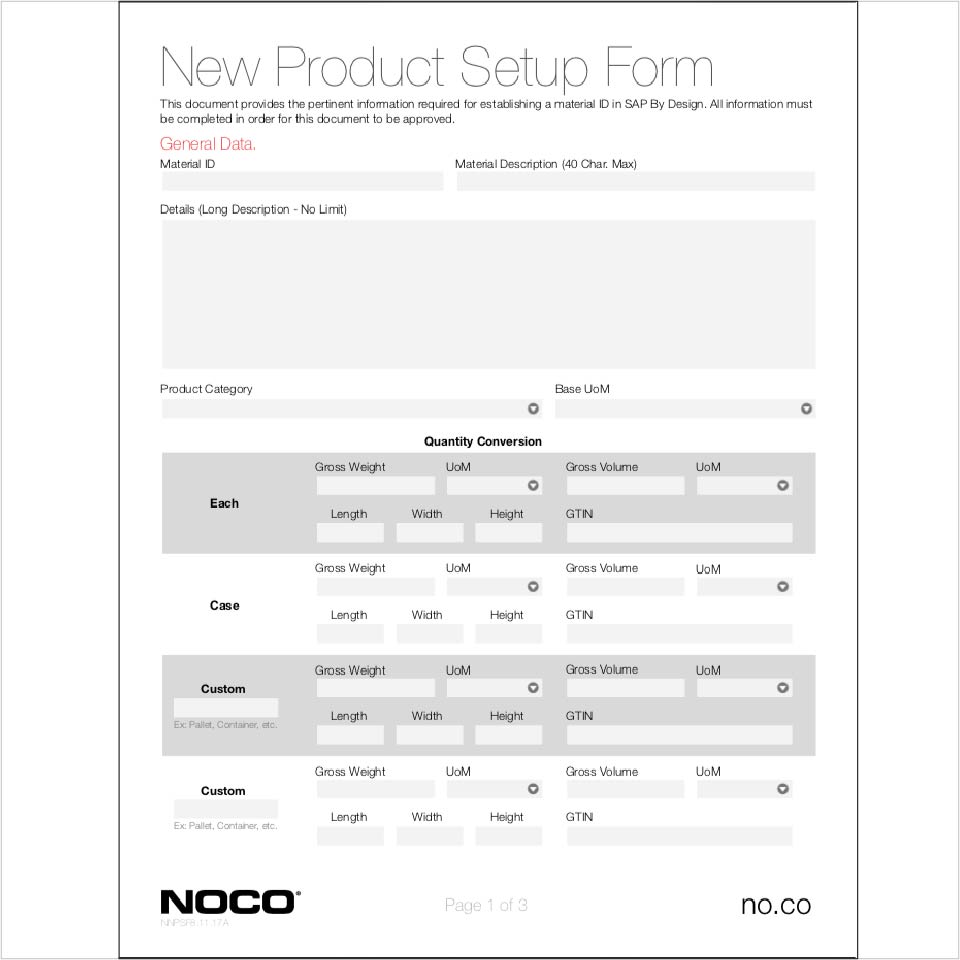 New Product Setup Form
This document provides the pertinent information required for establishing a material ID in SAP By Design. All information must
be completed in order for this document to be approved.
General Data.
Material ID Material Description (40 Char. Max)
Details (Long Description - No Limit)
Product Category Base UoM
Quantity Conversion
Gross Weight UoM Gross Volume UoM
Each
Length Width Height GTIN
Gross Weight UoM Gross Volume UoM
Case
Length Width Height GTIN
Gross Weight UoM Gross Volume UoM
Custom
Length Width Height GTIN
Ex: Pallet, Container, etc.
Gross Weight UoM Gross Volume UoM
Custom
Length Width Height GTIN
Ex: Pallet, Container, etc.
NOCO® Page 1 of 3 no.co